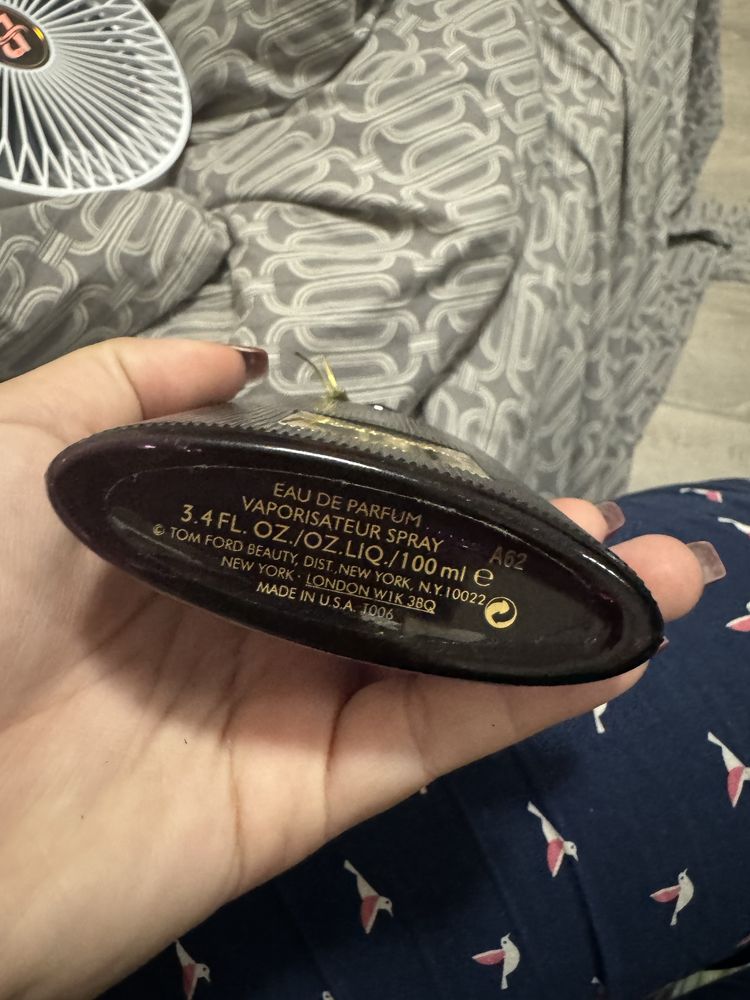 EAU DE PARFUM
VAPORISATEUR SPRAY
3.4 FL. OZ./OZ.LIQ./100 ml ℮
A62
© TOM FORD BEAUTY, DIST. NEW YORK, N.Y. 10022
NEW YORK · LONDON W1K 3BQ
MADE IN U.S.A. T006